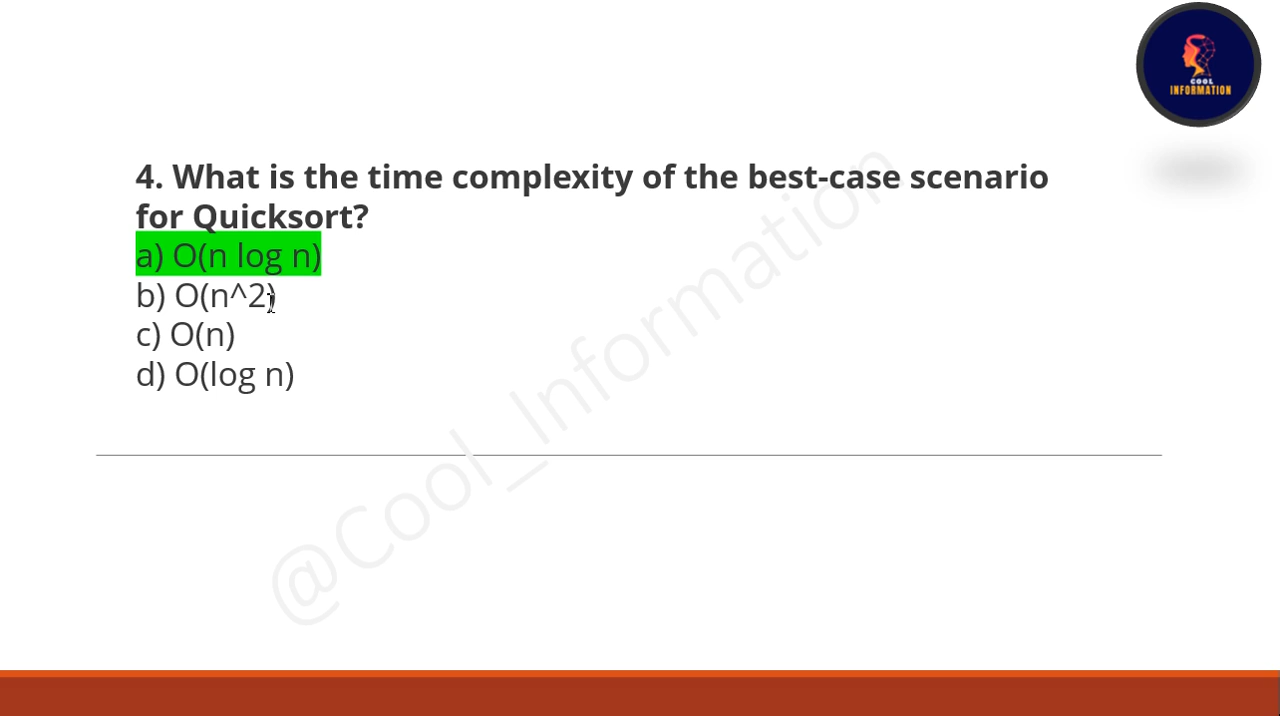 COOL
INFORMATION
4. What is the time complexity of the best-case scenario
for Quicksort?
a) O(n log n)
b) O(n^2)
c) O(n)
d) O(log n)
@Cool_Information